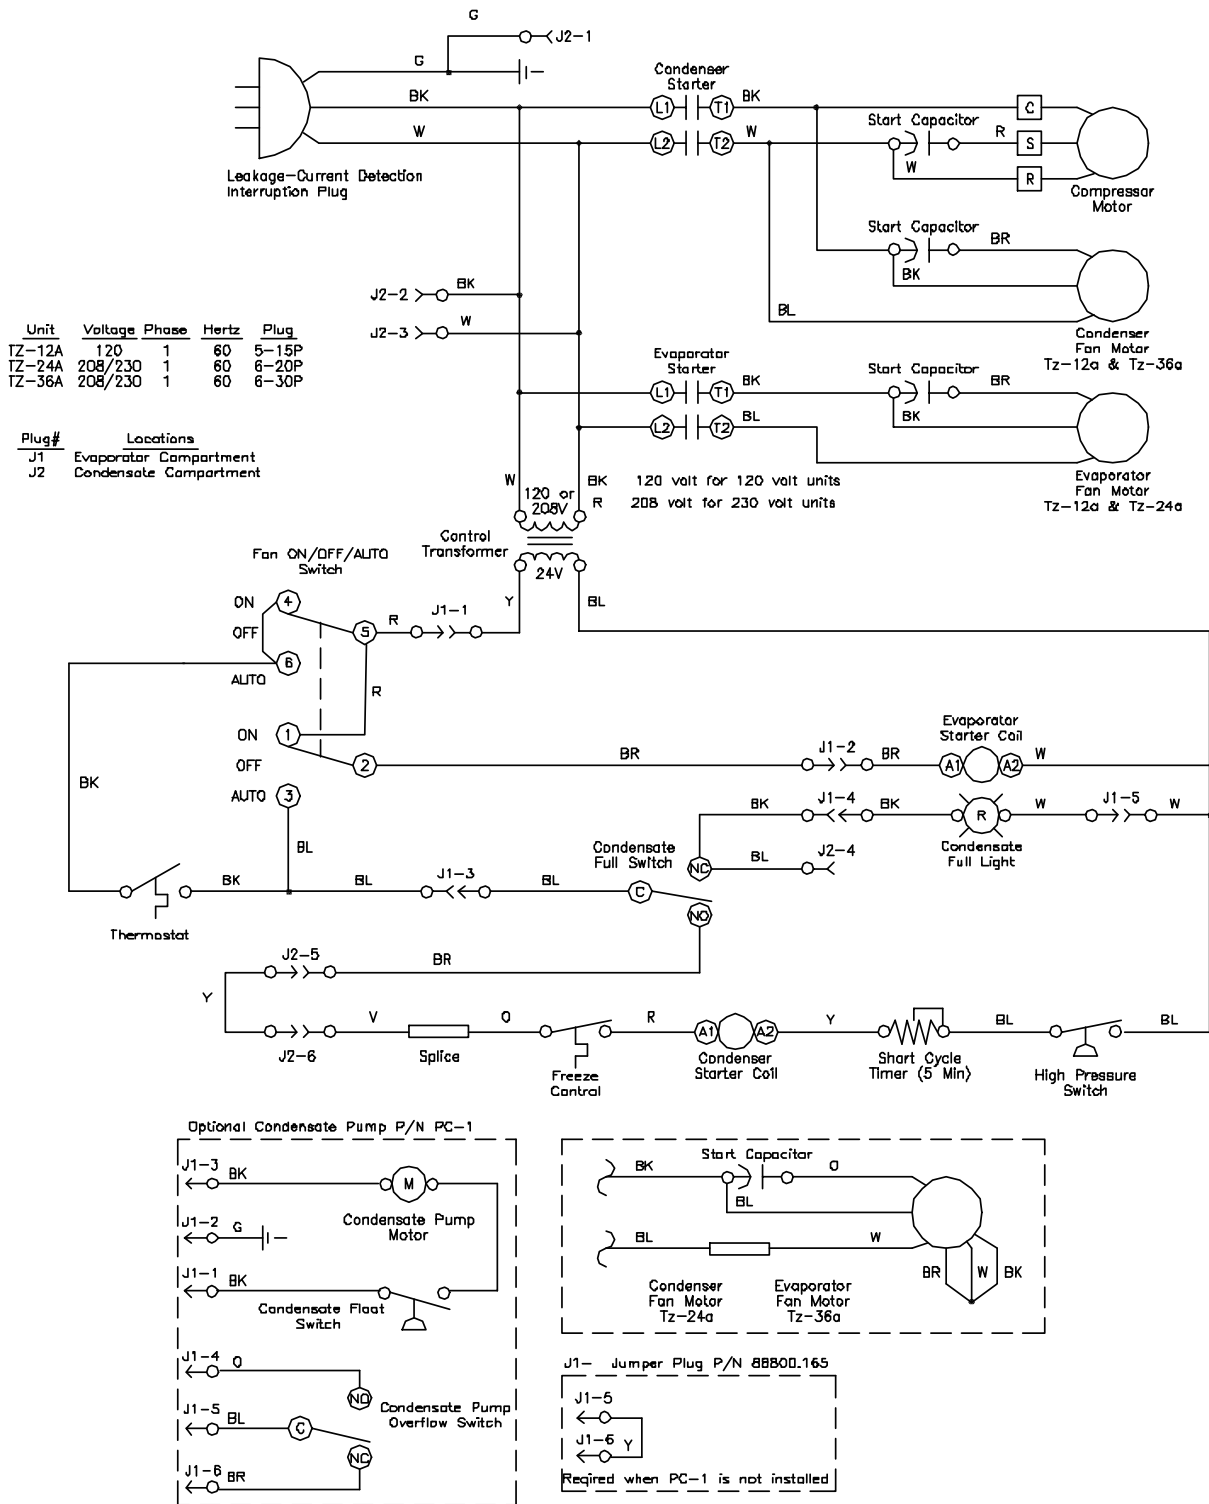 G
J2-1
G
BK
W
Leakage-Current Detection
Interruption Plug
Condenser
Starter
L1
T1
BK
L2
T2
W
Start Capacitor
R
W
C
S
R
Compressor
Motor
Start Capacitor
BR
BK
BL
Condenser
Fan Motor
Tz-12a & Tz-36a
J2-2
BK
J2-3
W
Unit Voltage Phase Hertz Plug
TZ-12A 120 1 60 5-15P
TZ-24A 208/230 1 60 6-20P
TZ-36A 208/230 1 60 6-30P
Plug# Locations
J1 Evaporator Compartment
J2 Condensate Compartment
Evaporator
Starter
L1
T1
BK
L2
T2
BL
Start Capacitor
BR
BK
Evaporator
Fan Motor
Tz-12a & Tz-24a
W
BK
120 volt for 120 volt units
R
208 volt for 230 volt units
120 or
208V
Control
Transformer
24V
Y
BL
Fan ON/OFF/AUTO
Switch
ON
4
OFF
5
R
J1-1
6
AUTO
R
ON
1
OFF
2
BR
J1-2
BR
Evaporator
Starter Coil
A1
A2
W
AUTO
3
BK
BL
BK
J1-4
BK
R
W
J1-5
W
Condensate
Full Light
Condensate
Full Switch
NC
BL
J2-4
Thermostat
BK
BL
J1-3
BL
C
NO
J2-5
BR
Y
J2-6
V
Splice
O
Freeze
Control
R
A1
A2
Condenser
Starter Coil
Y
Short Cycle
Timer (5 Min)
BL
High Pressure
Switch
BL
Optional Condensate Pump P/N PC-1
J1-3
BK
M
Condensate Pump
Motor
J1-2
G
J1-1
BK
Condensate Float
Switch
J1-4
O
NO
Condensate Pump
Overflow Switch
J1-5
BL
C
NC
J1-6
BR
BK
Start Capacitor
O
BL
BL
W
BR
W
BK
Condenser
Fan Motor
Tz-24a
Evaporator
Fan Motor
Tz-36a
J1- Jumper Plug P/N 88800.165
J1-5
J1-6
Y
Reqired when PC-1 is not installed